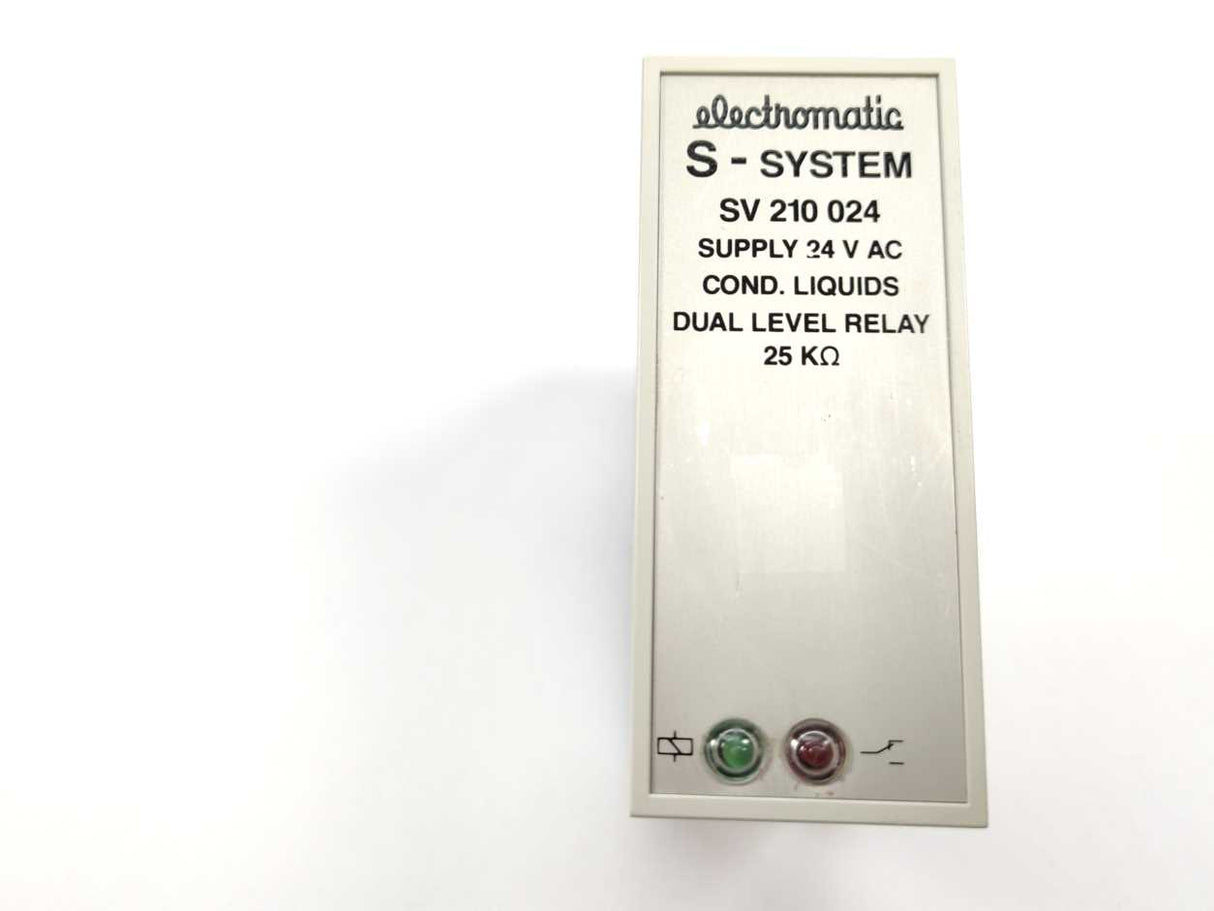 electromatic
S - SYSTEM
SV 210 024
SUPPLY 24 V AC
COND. LIQUIDS
DUAL LEVEL RELAY
25 KΩ